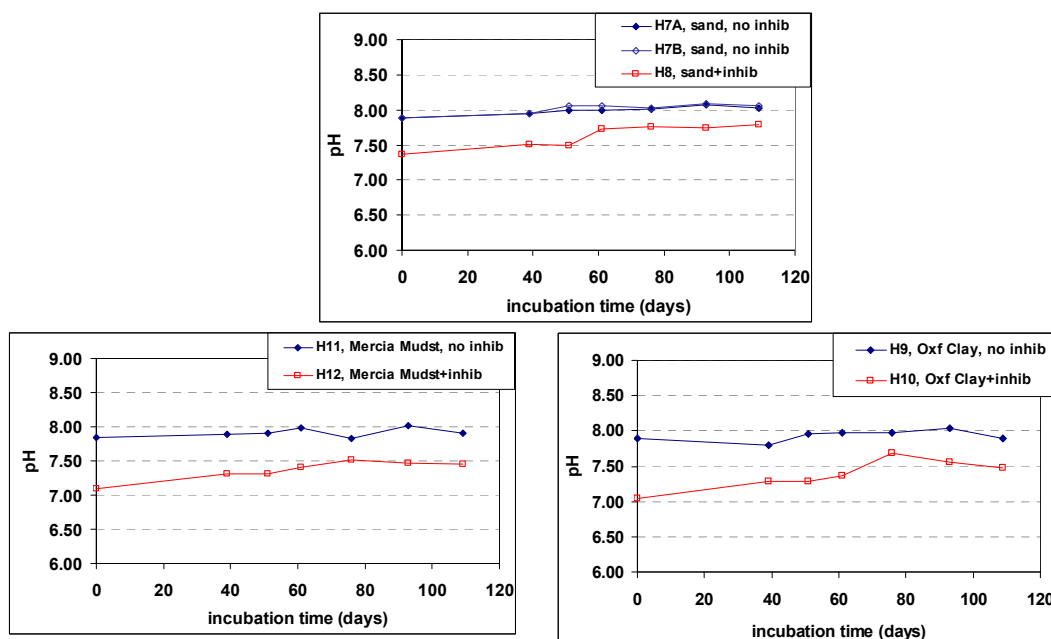 H7A, sand, no inhib
H7B, sand, no inhib
H8, sand+inhib
9.00
8.50
8.00
7.50
7.00
6.50
6.00
pH
0 20 40 60 80 100 120
incubation time (days)
H11, Mercia Mudst, no inhib
H12, Mercia Mudst+inhib
9.00
8.50
8.00
7.50
7.00
6.50
6.00
pH
0 20 40 60 80 100 120
incubation time (days)
H9, Oxf Clay, no inhib
H10, Oxf Clay+inhib
9.00
8.50
8.00
7.50
7.00
6.50
6.00
pH
0 20 40 60 80 100 120
incubation time (days)